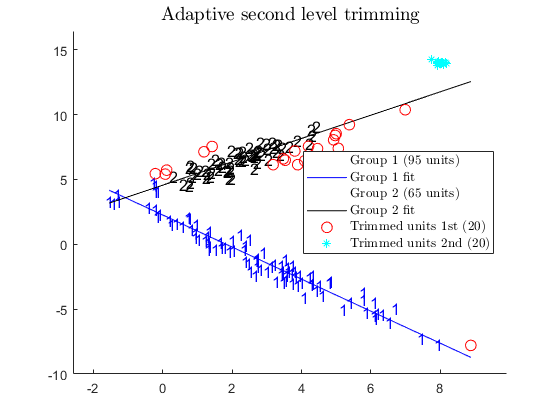 Adaptive second level trimming
15
10
5
0
-5
-10
-2
0
2
4
6
8
Group 1 (95 units)
Group 1 fit
Group 2 (65 units)
Group 2 fit
Trimmed units 1st (20)
Trimmed units 2nd (20)